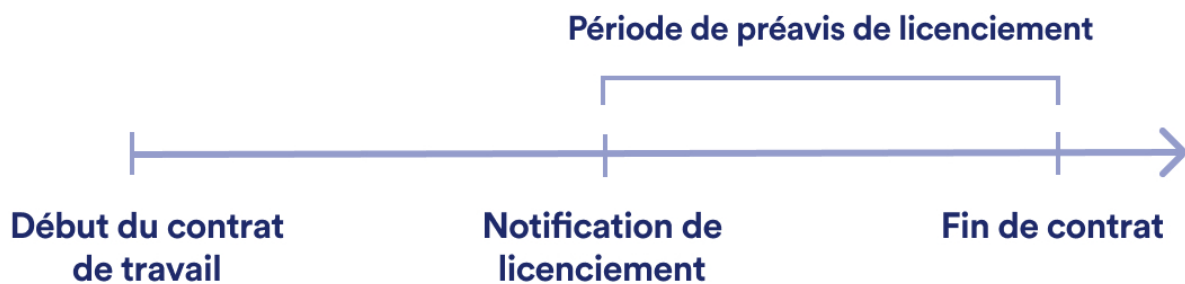 Période de préavis de licenciement
Début du contrat
de travail
Notification de
licenciement
Fin de contrat